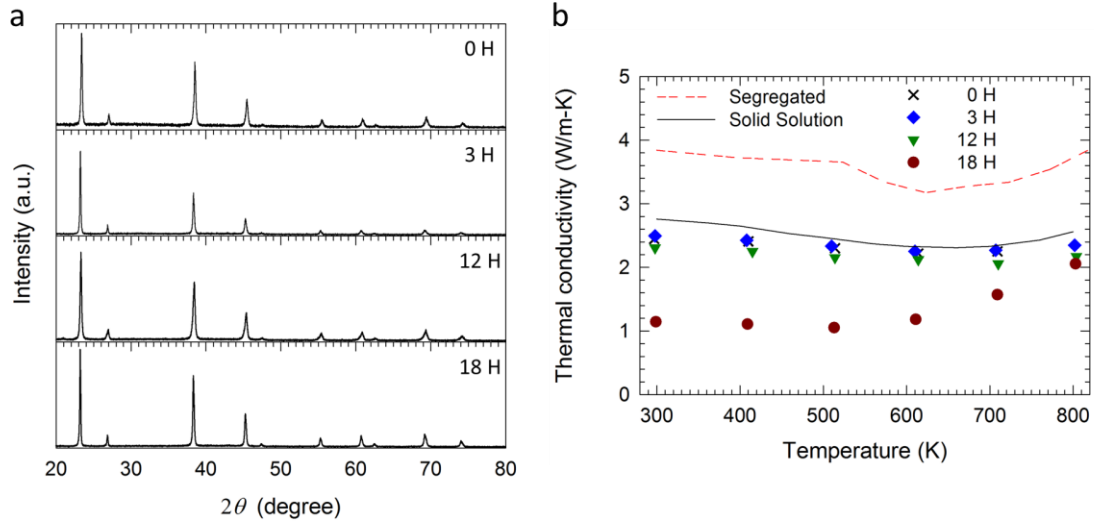 a
0 H
3 H
12 H
18 H
Intensity (a.u.)
20 30 40 50 60 70 80
2θ (degree)
b
5
4
3
2
1
0
Segregated
Solid Solution
0 H
3 H
12 H
18 H
Thermal conductivity (W/m-K)
300 400 500 600 700 800
Temperature (K)